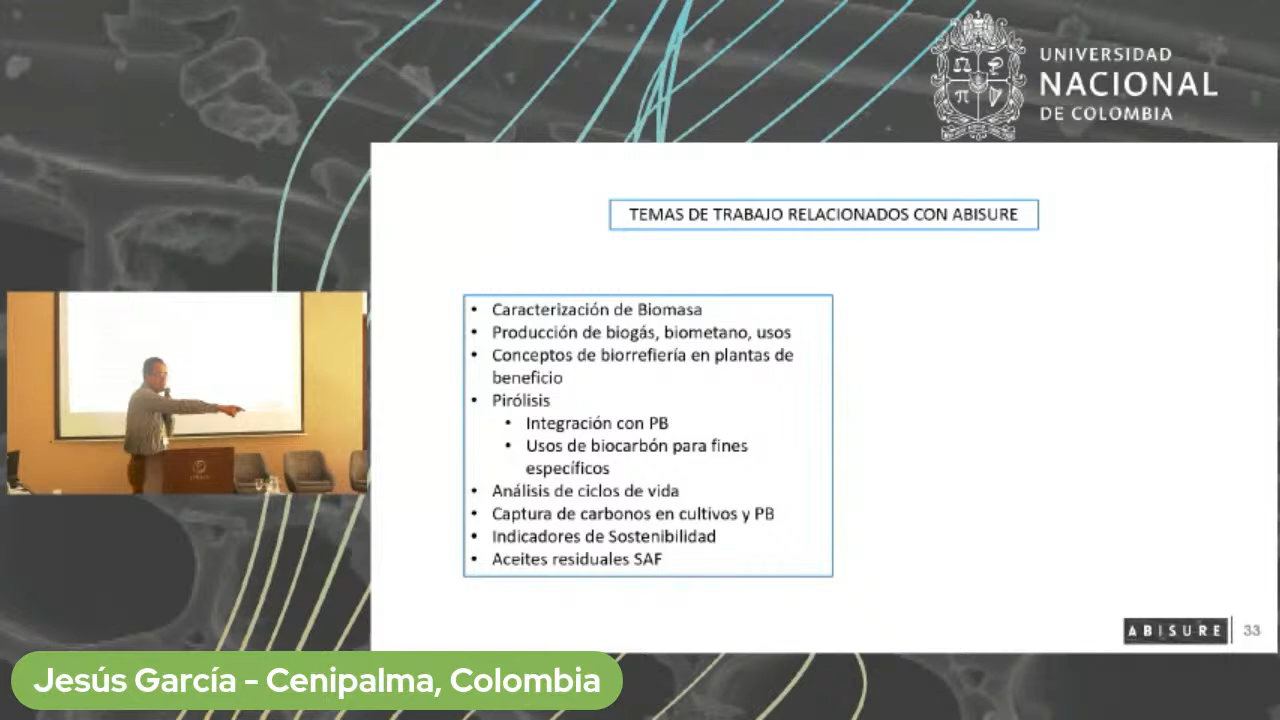 UNIVERSIDAD
NACIONAL
DE COLOMBIA
TEMAS DE TRABAJO RELACIONADOS CON ABISURE
• Caracterización de Biomasa
• Producción de biogás, biometano, usos
• Conceptos de biorrefiería en plantas de
beneficio
• Pirólisis
• Integración con PB
• Usos de biocarbón para fines
específicos
• Análisis de ciclos de vida
• Captura de carbonos en cultivos y PB
• Indicadores de Sostenibilidad
• Aceites residuales SAF
ABISURE 33
Jesús García - Cenipalma, Colombia